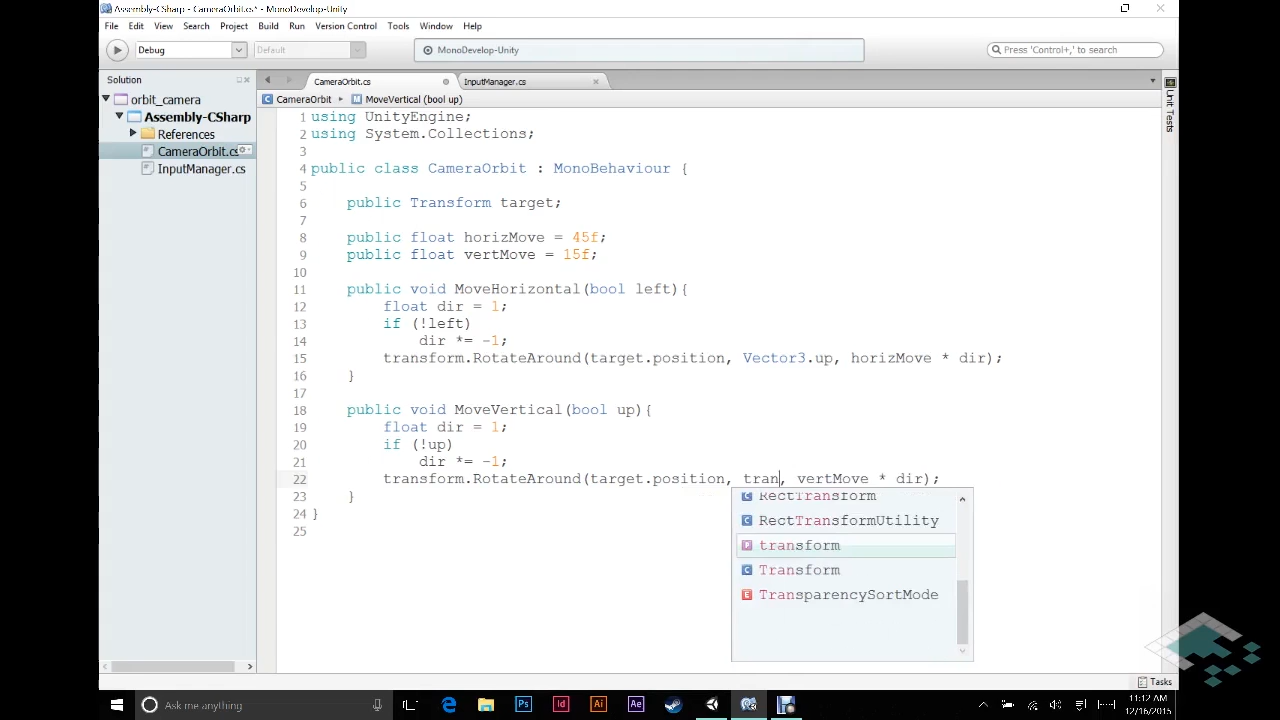 Assembly-CSharp - CameraOrbit.cs* - MonoDevelop-Unity
File Edit View Search Project Build Run Version Control Tools Window Help
Debug Default MonoDevelop-Unity Press 'Control+,' to search
Solution
orbit_camera
Assembly-CSharp
References
CameraOrbit.cs
InputManager.cs
CameraOrbit.cs InputManager.cs
CameraOrbit MoveVertical (bool up)
1 using UnityEngine;
2 using System.Collections;
3
4 public class CameraOrbit : MonoBehaviour {
5
6 public Transform target;
7
8 public float horizMove = 45f;
9 public float vertMove = 15f;
10
11 public void MoveHorizontal(bool left){
12 float dir = 1;
13 if (!left)
14 dir *= -1;
15 transform.RotateAround(target.position, Vector3.up, horizMove * dir);
16 }
17
18 public void MoveVertical(bool up){
19 float dir = 1;
20 if (!up)
21 dir *= -1;
22 transform.RotateAround(target.position, tran, vertMove * dir);
23 }
24 }
25
RectTransform
RectTransformUtility
transform
Transform
TransparencySortMode
Unit Tests
Tasks
Ask me anything
Ps Id Ai Ae
11:12 AM
12/16/2015